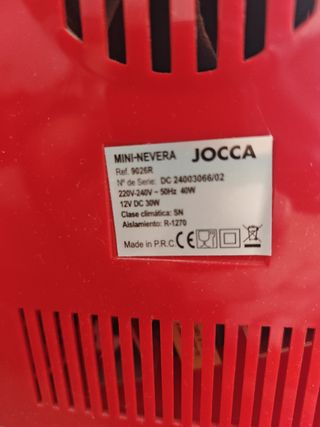 MINI-NEVERA JOCCA
Ref. 9026R
Nº de Serie: DC 24003066/02
220V-240V ~ 50Hz 40W
12V DC 30W
Clase climática: SN
Aislamiento: R-1270
Made in P.R.C CE